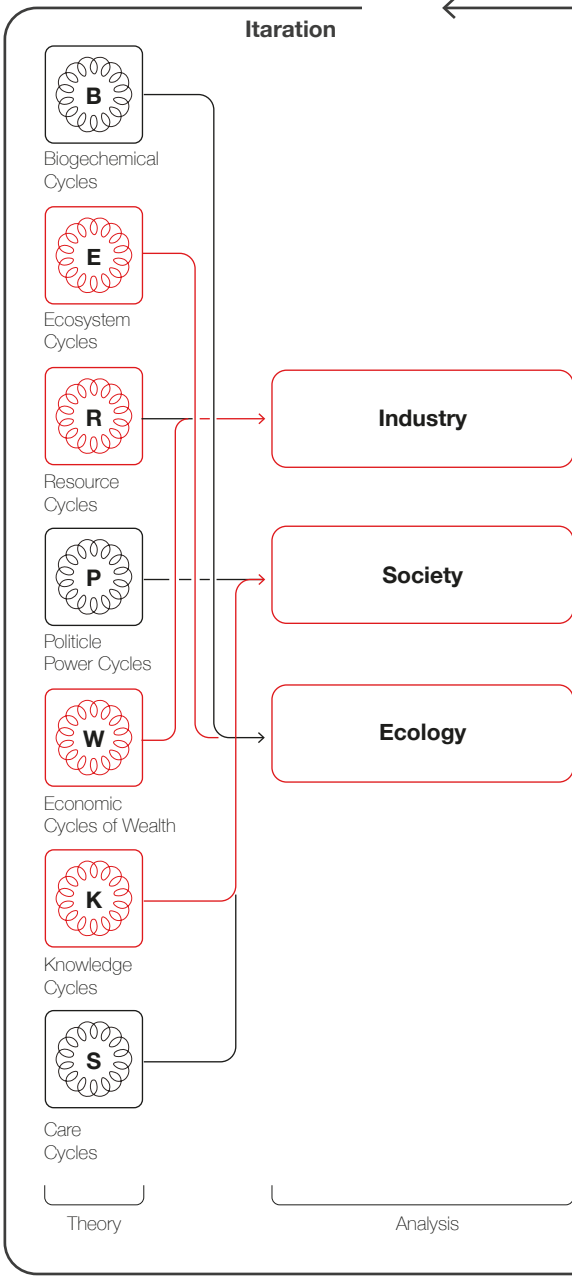 Itaration
B
Biogechemical
Cycles
E
Ecosystem
Cycles
R
Resource
Cycles
P
Politicle
Power Cycles
W
Economic
Cycles of Wealth
K
Knowledge
Cycles
S
Care
Cycles
Theory
Industry
Society
Ecology
Analysis